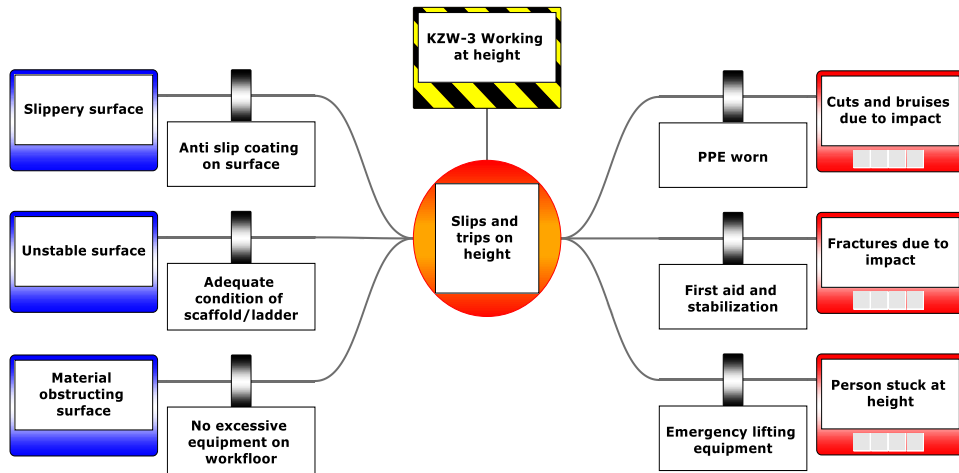 KZW-3 Working
at height
Slippery surface
Anti slip coating
on surface
Unstable surface
Adequate
condition of
scaffold/ladder
Material
obstructing
surface
No excessive
equipment on
workfloor
Slips and
trips on
height
PPE worn
Cuts and bruises
due to impact
First aid and
stabilization
Fractures due to
impact
Emergency lifting
equipment
Person stuck at
height